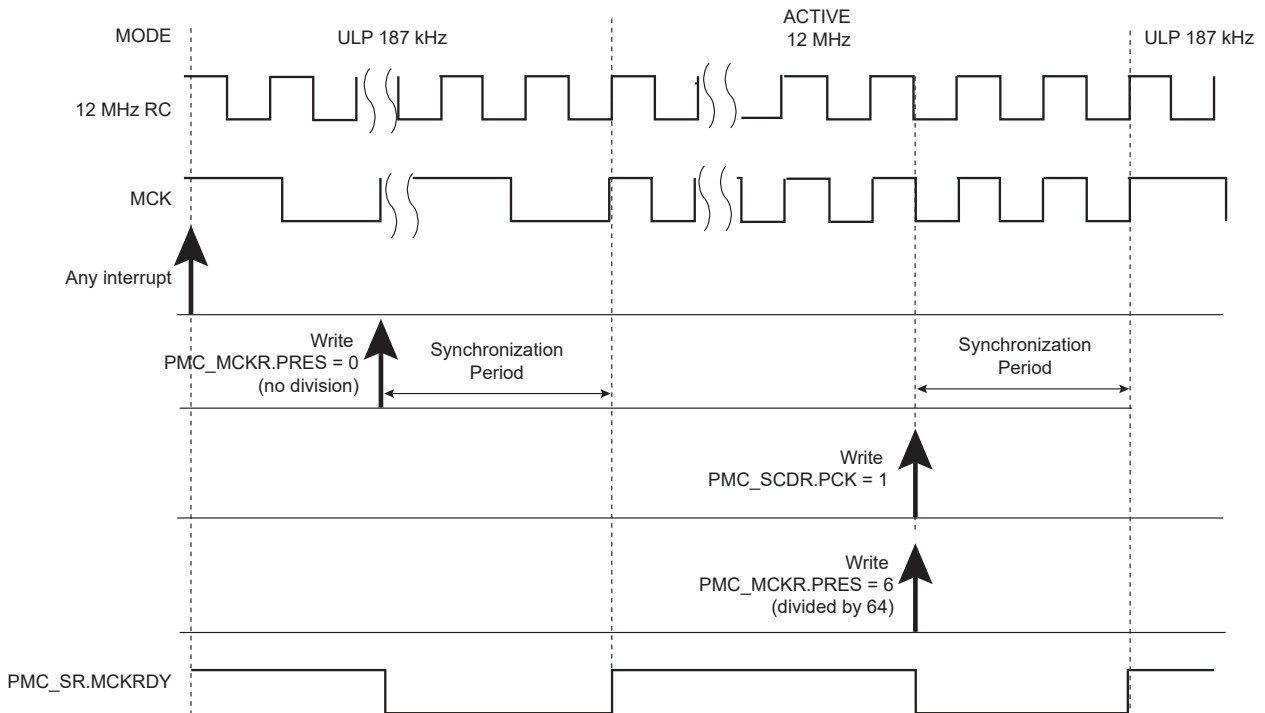 MODE
ULP 187 kHz
ACTIVE
12 MHz
ULP 187 kHz
12 MHz RC
MCK
Any interrupt
Write
PMC_MCKR.PRES = 0
(no division)
Synchronization
Period
Synchronization
Period
Write
PMC_SCDR.PCK = 1
Write
PMC_MCKR.PRES = 6
(divided by 64)
PMC_SR.MCKRDY